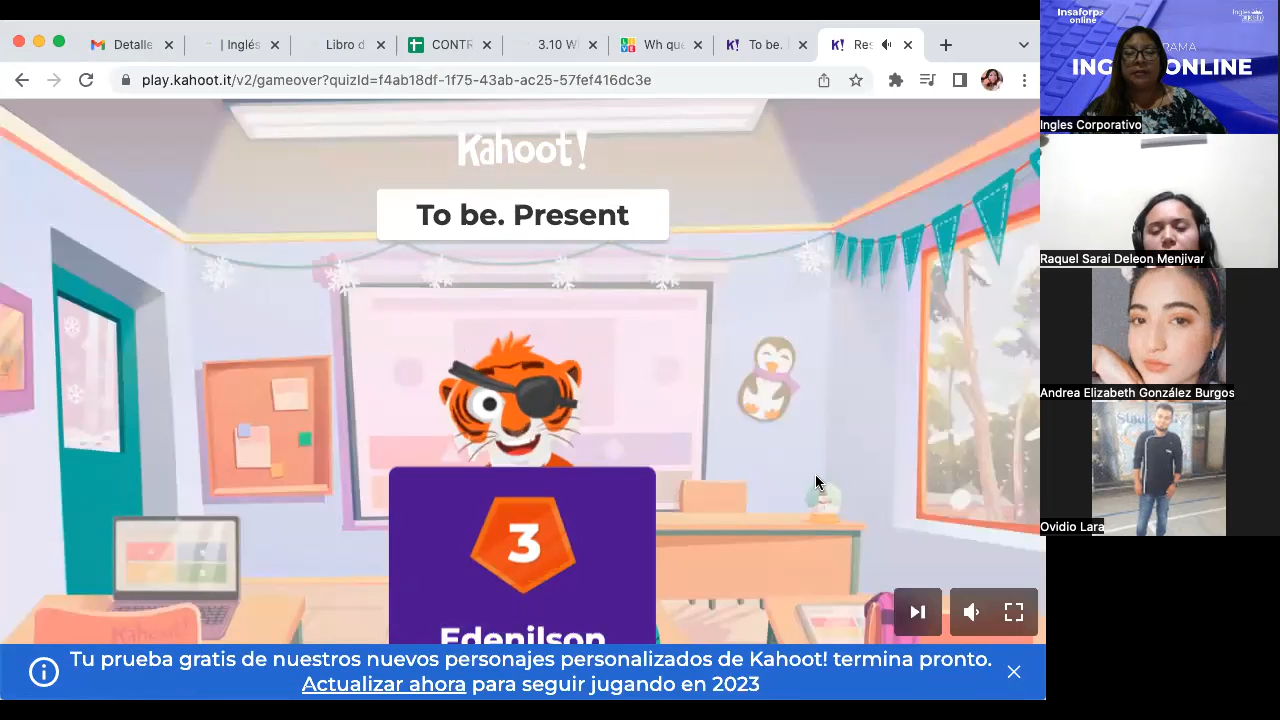 Detalle
| Inglés
Libro d
CONTR
3.10 W
Wh que
To be.
Res
play.kahoot.it/v2/gameover?quizId=f4ab18df-1f75-43ab-ac25-57fef416dc3e
Kahoot!
To be. Present
3
Edenilson
Tu prueba gratis de nuestros nuevos personajes personalizados de Kahoot! termina pronto.
Actualizar ahora para seguir jugando en 2023
Insaforp
online
Ingles Corporativo
Raquel Sarai Deleon Menjivar
Andrea Elizabeth González Burgos
Ovidio Lara